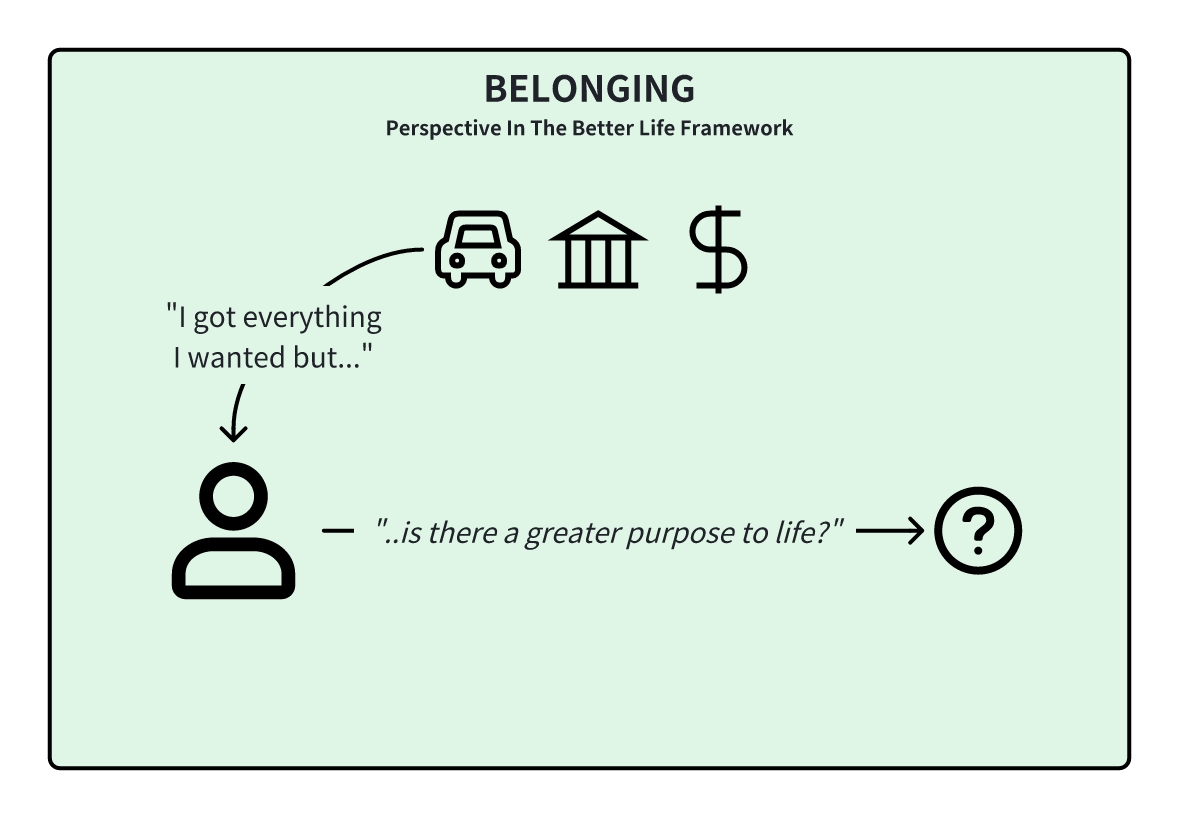 BELONGING
Perspective In The Better Life Framework
"I got everything
I wanted but..."
"..is there a greater purpose to life?"